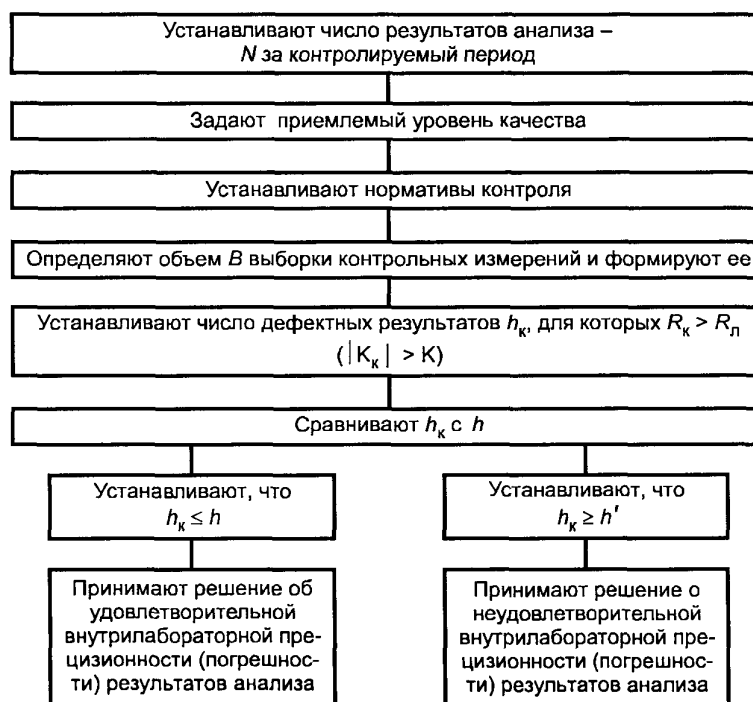 Устанавливают число результатов анализа –
N за контролируемый период
Задают приемлемый уровень качества
Устанавливают нормативы контроля
Определяют объем B выборки контрольных измерений и формируют ее
Устанавливают число дефектных результатов hк, для которых Rк > Rл
(|Kк| > K)
Сравнивают hк с h
Устанавливают, что
hк ≤ h
Принимают решение об
удовлетворительной
внутрилабораторной пре-
цизионности (погрешнос-
ти) результатов анализа
Устанавливают, что
hк ≥ h'
Принимают решение о
неудовлетворительной
внутрилабораторной пре-
цизионности (погрешнос-
ти) результатов анализа